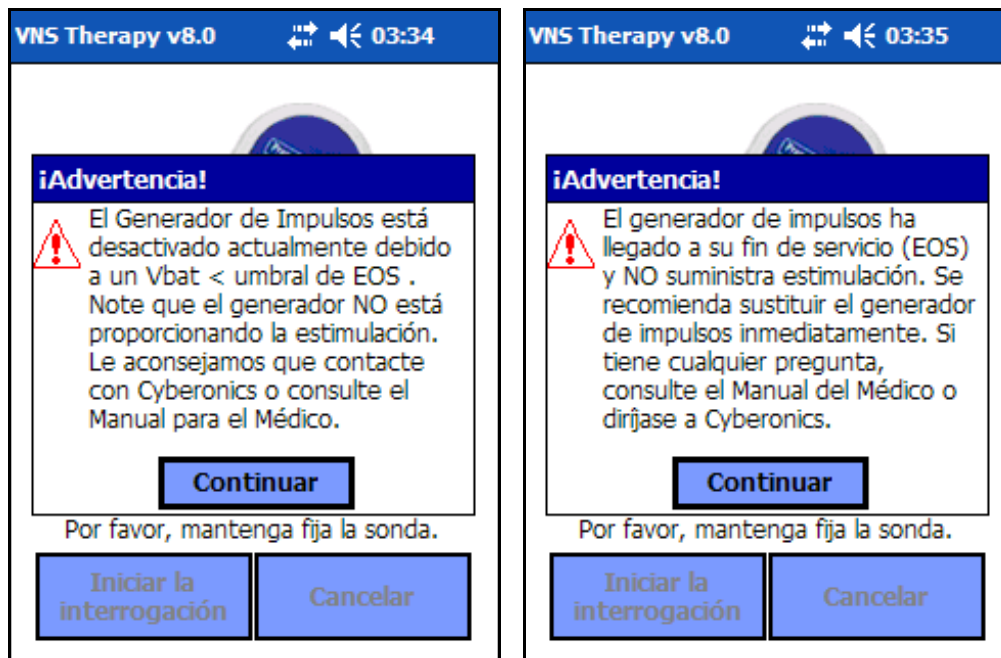 VNS Therapy v8.0 03:34
¡Advertencia!
El Generador de Impulsos está
desactivado actualmente debido
a un Vbat < umbral de EOS .
Note que el generador NO está
proporcionando la estimulación.
Le aconsejamos que contacte
con Cyberonics o consulte el
Manual para el Médico.
Continuar
Por favor, mantenga fija la sonda.
Iniciar la
interrogación
Cancelar
VNS Therapy v8.0 03:35
¡Advertencia!
El generador de impulsos ha
llegado a su fin de servicio (EOS)
y NO suministra estimulación. Se
recomienda sustituir el generador
de impulsos inmediatamente. Si
tiene cualquier pregunta,
consulte el Manual del Médico o
diríjase a Cyberonics.
Continuar
Por favor, mantenga fija la sonda.
Iniciar la
interrogación
Cancelar